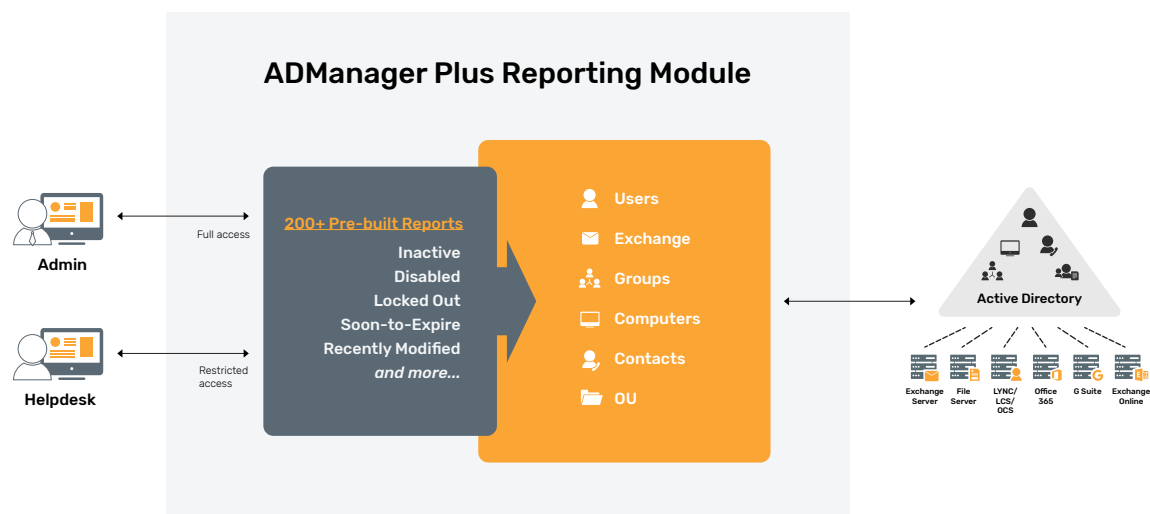 ADManager Plus Reporting Module
Admin
Full access
Helpdesk
Restricted
access
200+ Pre-built Reports
Inactive
Disabled
Locked Out
Soon-to-Expire
Recently Modified
and more...
Users
Exchange
Groups
Computers
Contacts
OU
Active Directory
Exchange
Server
File
Server
LYNC/
LCS/
OCS
Office
365
G Suite
Exchange
Online